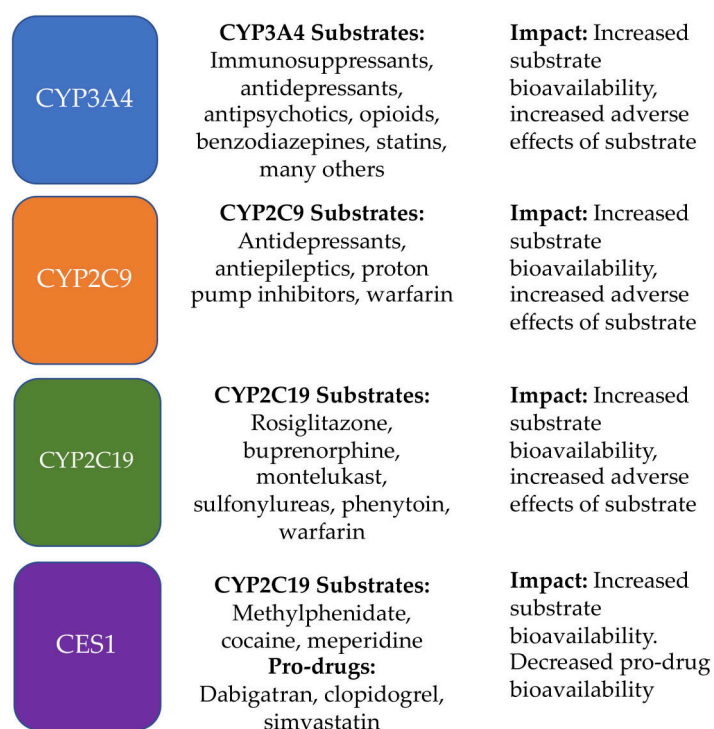 CYP3A4
CYP3A4 Substrates:
Immunosuppressants,
antidepressants,
antipsychotics, opioids,
benzodiazepines, statins,
many others
Impact: Increased
substrate
bioavailability,
increased adverse
effects of substrate
CYP2C9
CYP2C9 Substrates:
Antidepressants,
antiepileptics, proton
pump inhibitors, warfarin
Impact: Increased
substrate
bioavailability,
increased adverse
effects of substrate
CYP2C19
CYP2C19 Substrates:
Rosiglitazone,
buprenorphine,
montelukast,
sulfonylureas, phenytoin,
warfarin
Impact: Increased
substrate
bioavailability,
increased adverse
effects of substrate
CES1
CYP2C19 Substrates:
Methylphenidate,
cocaine, meperidine
Pro-drugs:
Dabigatran, clopidogrel,
simvastatin
Impact: Increased
substrate
bioavailability.
Decreased pro-drug
bioavailability